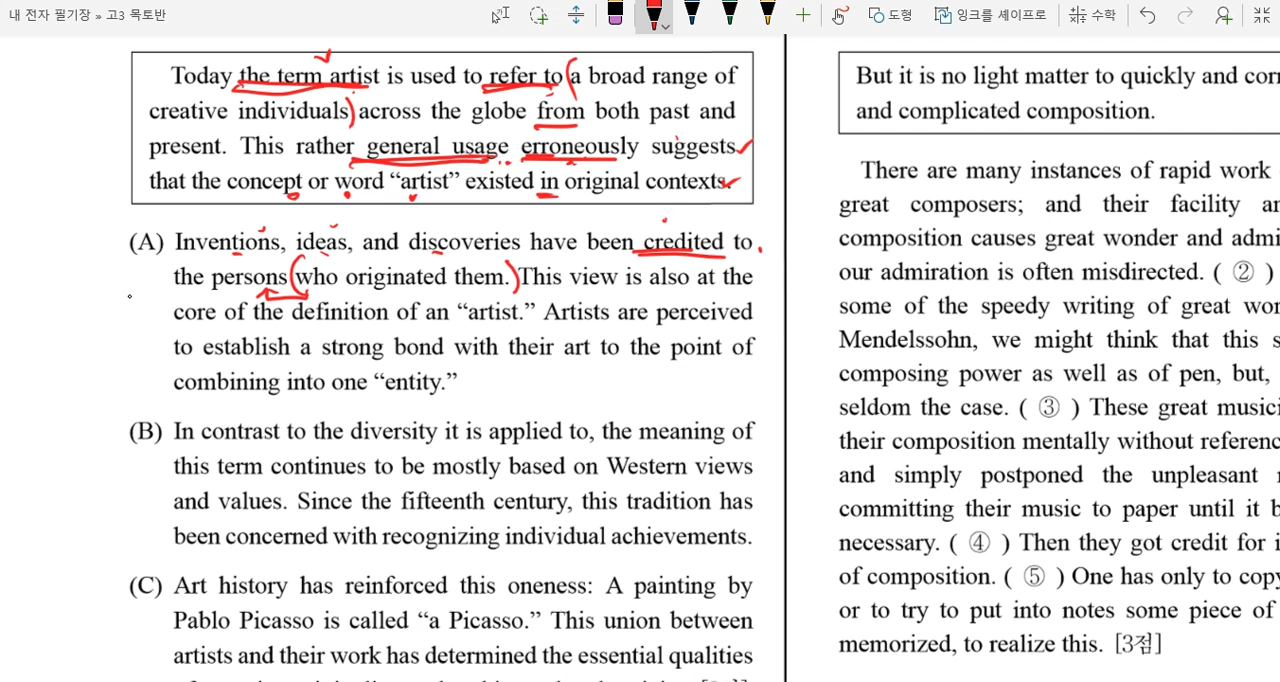 내 전자 필기장 » 고3 목토반
도형
잉크를 셰이프로
수학
Today the term artist is used to refer to a broad range of
creative individuals across the globe from both past and
present. This rather general usage erroneously suggests
that the concept or word “artist” existed in original contexts.
(A) Inventions, ideas, and discoveries have been credited to
the persons who originated them. This view is also at the
core of the definition of an “artist.” Artists are perceived
to establish a strong bond with their art to the point of
combining into one “entity.”
(B) In contrast to the diversity it is applied to, the meaning of
this term continues to be mostly based on Western views
and values. Since the fifteenth century, this tradition has
been concerned with recognizing individual achievements.
(C) Art history has reinforced this oneness: A painting by
Pablo Picasso is called “a Picasso.” This union between
artists and their work has determined the essential qualities
But it is no light matter to quickly and
and complicated composition.
There are many instances of rapid work
great composers; and their facility
composition causes great wonder and
our admiration is often misdirected. ( ② )
some of the speedy writing of great
Mendelssohn, we might think that this
composing power as well as of pen, but,
seldom the case. ( ③ ) These great
their composition mentally without
and simply postponed the unpleasant
committing their music to paper until it
necessary. ( ④ ) Then they got credit for
of composition. ( ⑤ ) One has only to
or to try to put into notes some piece of
memorized, to realize this. [3점]